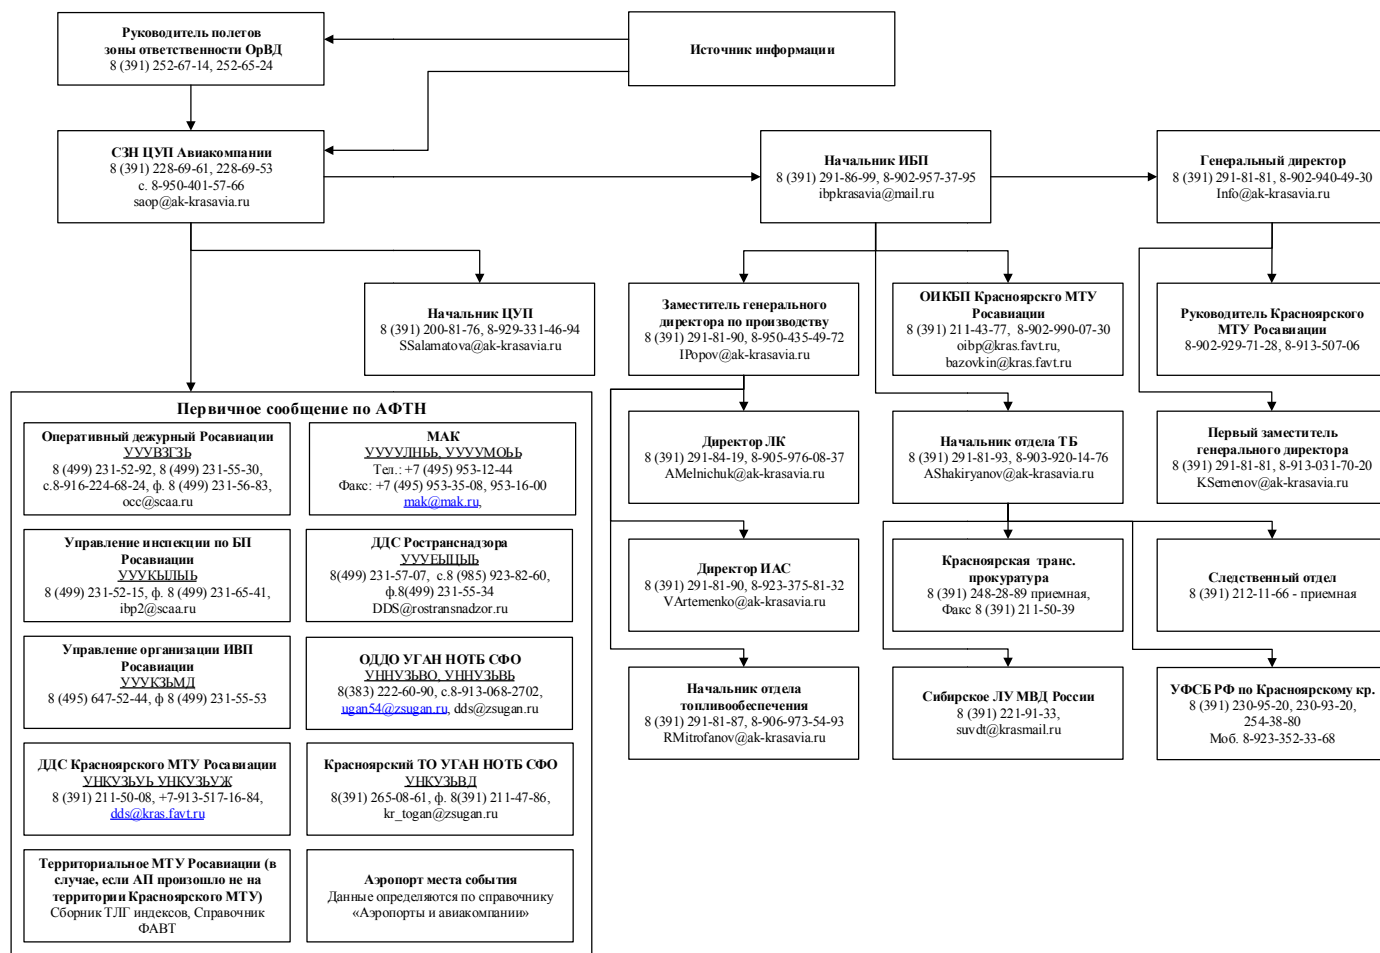 Руководитель полетов
зоны ответственности ОрВД
8 (391) 252-67-14, 252-65-24
Источник информации
СЗН ЦУП Авиакомпании
8 (391) 228-69-61, 228-69-53
с. 8-950-401-57-66
saop@ak-krasavia.ru
Начальник ИБП
8 (391) 291-86-99, 8-902-957-37-95
ibpkrasavia@mail.ru
Генеральный директор
8 (391) 291-81-81, 8-902-940-49-30
Info@ak-krasavia.ru
Начальник ЦУП
8 (391) 200-81-76, 8-929-331-46-94
SSalamatova@ak-krasavia.ru
Заместитель генерального
директора по производству
8 (391) 291-81-90, 8-950-435-49-72
IPopov@ak-krasavia.ru
ОИКБП Красноярскго МТУ
Росавиации
8 (391) 211-43-77, 8-902-990-07-30
oibp@kras.favt.ru,
bazovkin@kras.favt.ru
Руководитель Красноярского
МТУ Росавиации
8-902-929-71-28, 8-913-507-06
Первичное сообщение по АФТН
Оперативный дежурный Росавиации
УУУВЗГЗЬ
8 (499) 231-52-92, 8 (499) 231-55-30,
с.8-916-224-68-24, ф. 8 (499) 231-56-83,
occ@scaa.ru
МАК
УУУУЛНЬЬ, УУУУМОЬЬ
Тел.: +7 (495) 953-12-44
Факс: +7 (495) 953-35-08, 953-16-00
mak@mak.ru,
Директор ЛК
8 (391) 291-84-19, 8-905-976-08-37
AMelnichuk@ak-krasavia.ru
Начальник отдела ТБ
8 (391) 291-81-93, 8-903-920-14-76
AShakiryanov@ak-krasavia.ru
Первый заместитель
генерального директора
8 (391) 291-81-81, 8-913-031-70-20
KSemenov@ak-krasavia.ru
Управление инспекции по БП
Росавиации
УУУКЫЛЫЬ
8 (499) 231-52-15, ф. 8 (499) 231-65-41,
ibp2@scaa.ru
ДДС Ространснадзора
УУУЕЫЦЫЬ
8(499) 231-57-07, с.8 (985) 923-82-60,
ф.8(499) 231-55-34
DDS@rostransnadzor.ru
Директор ИАС
8 (391) 291-81-90, 8-923-375-81-32
VArtemenko@ak-krasavia.ru
Красноярская транс.
прокуратура
8 (391) 248-28-89 приемная,
Факс 8 (391) 211-50-39
Следственный отдел
8 (391) 212-11-66 - приемная
Управление организации ИВП
Росавиации
УУУКЗЬМД
8 (495) 647-52-44, ф 8 (499) 231-55-53
ОДДО УГАН НОТБ СФО
УННУЗЬВО, УННУЗЬВЬ
8(383) 222-60-90, с.8-913-068-2702,
ugan54@zsugan.ru, dds@zsugan.ru
Начальник отдела
топливообеспечения
8 (391) 291-81-87, 8-906-973-54-93
RMitrofanov@ak-krasavia.ru
Сибирское ЛУ МВД России
8 (391) 221-91-33,
suvdt@krasmail.ru
УФСБ РФ по Красноярскому кр.
8 (391) 230-95-20, 230-93-20,
254-38-80
Моб. 8-923-352-33-68
ДДС Красноярского МТУ Росавиации
УНКУЗЬУЬ УНКУЗЬУЖ
8 (391) 211-50-08, +7-913-517-16-84,
dds@kras.favt.ru
Красноярский ТО УГАН НОТБ СФО
УНКУЗЬВД
8(391) 265-08-61, ф. 8(391) 211-47-86,
kr_togan@zsugan.ru
Территориальное МТУ Росавиации (в
случае, если АП произошло не на
территории Красноярского МТУ)
Сборник ТЛГ индексов, Справочник
ФАВТ
Аэропорт места события
Данные определяются по справочнику
«Аэропорты и авиакомпании»